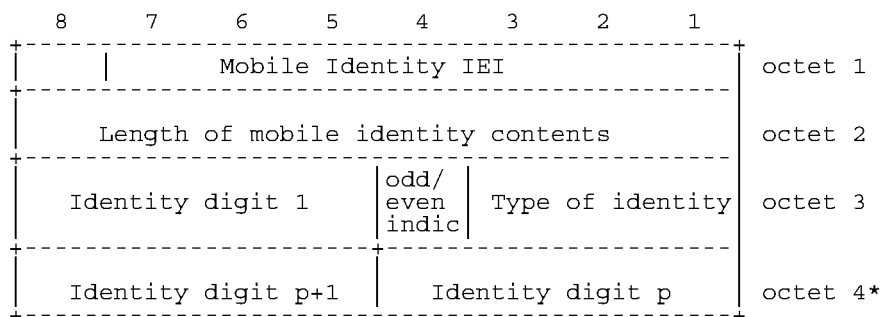 8 7 6 5 4 3 2 1
Mobile Identity IEI octet 1
Length of mobile identity contents octet 2
odd/
Identity digit 1 even Type of identity octet 3
indic
Identity digit p+1 Identity digit p octet 4*